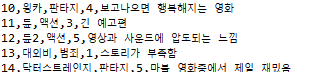 10,웡카,판타지,4,보고나오면 행복해지는 영화
11,듄,액션,3,긴 예고편
12,듄2,액션,5,영상과 사운드에 압도되는 느낌
13,대외비,범죄,1,스토리가 부족함
14,닥터스트레인지,판타지,5,마블 영화중에서 제일 재밌음